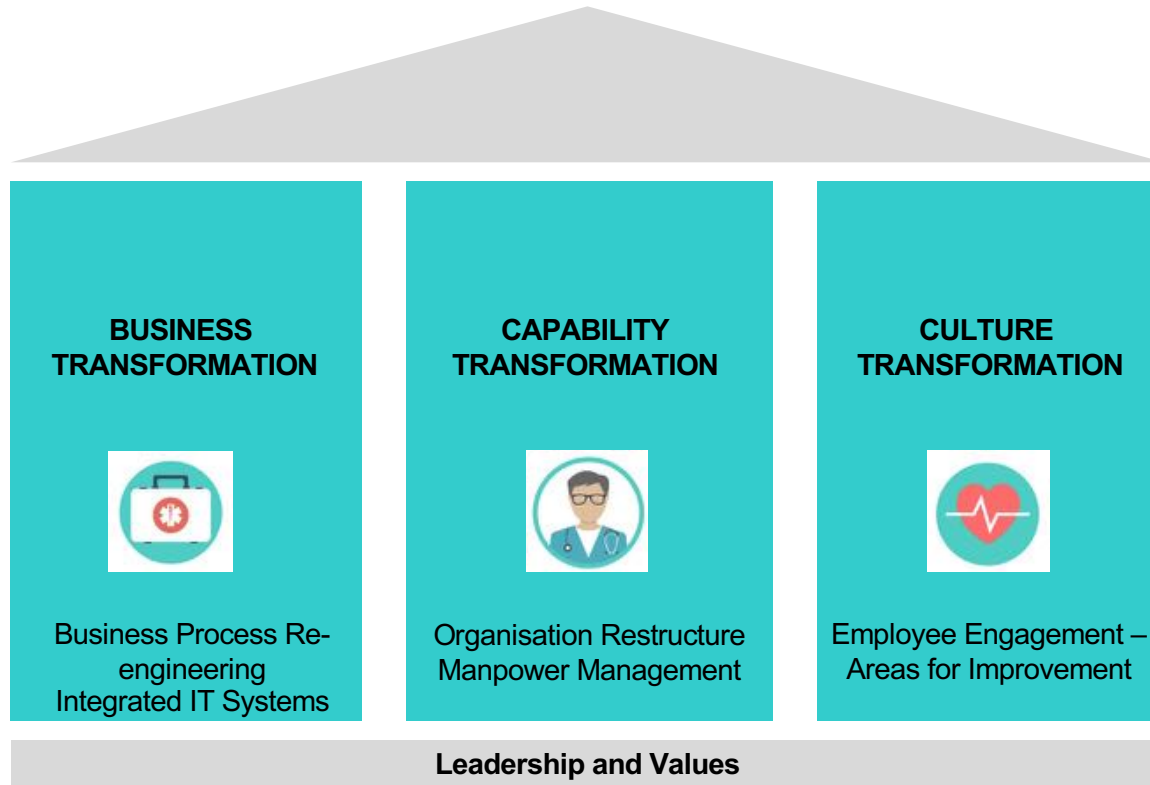 BUSINESS
TRANSFORMATION
Business Process Re-
engineering
Integrated IT Systems
CAPABILITY
TRANSFORMATION
Organisation Restructure
Manpower Management
CULTURE
TRANSFORMATION
Employee Engagement –
Areas for Improvement
Leadership and Values